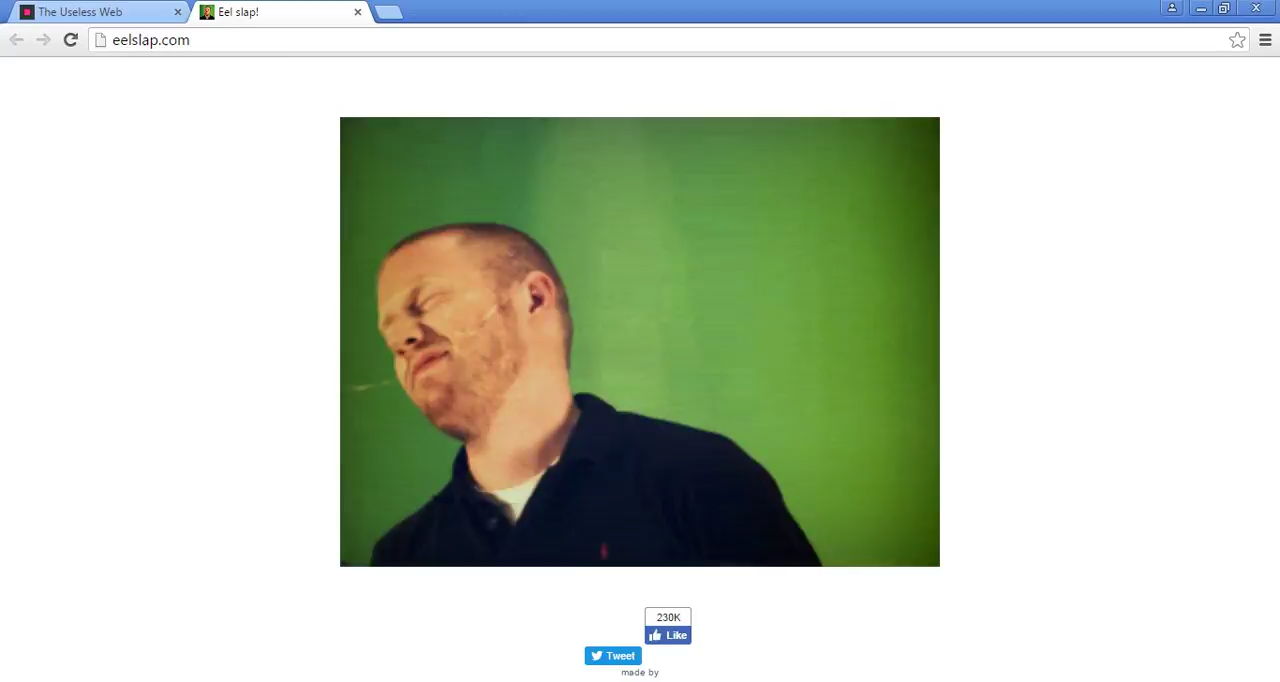 The Useless Web
Eel slap!
eelslap.com
230K
Like
Tweet
made by